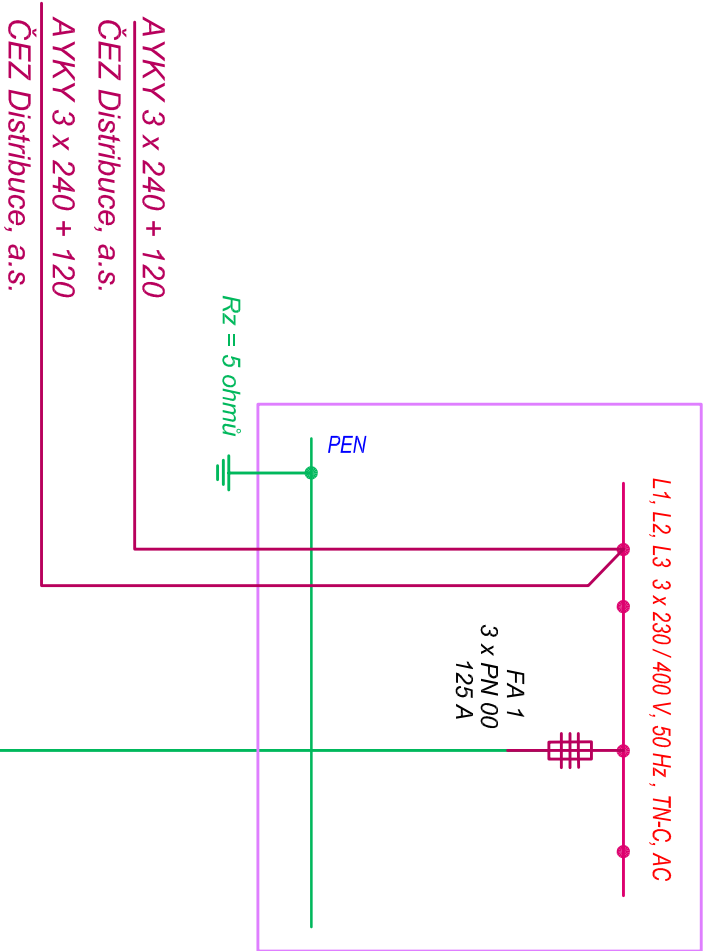 L1, L2, L3 3 x 230 / 400 V, 50 Hz , TN-C, AC
FA 1
3 x PN 00
125 A
PEN
Rz = 5 ohmů
AYKY 3 x 240 + 120
ČEZ Distribuce, a.s.
AYKY 3 x 240 + 120
ČEZ Distribuce, a.s.